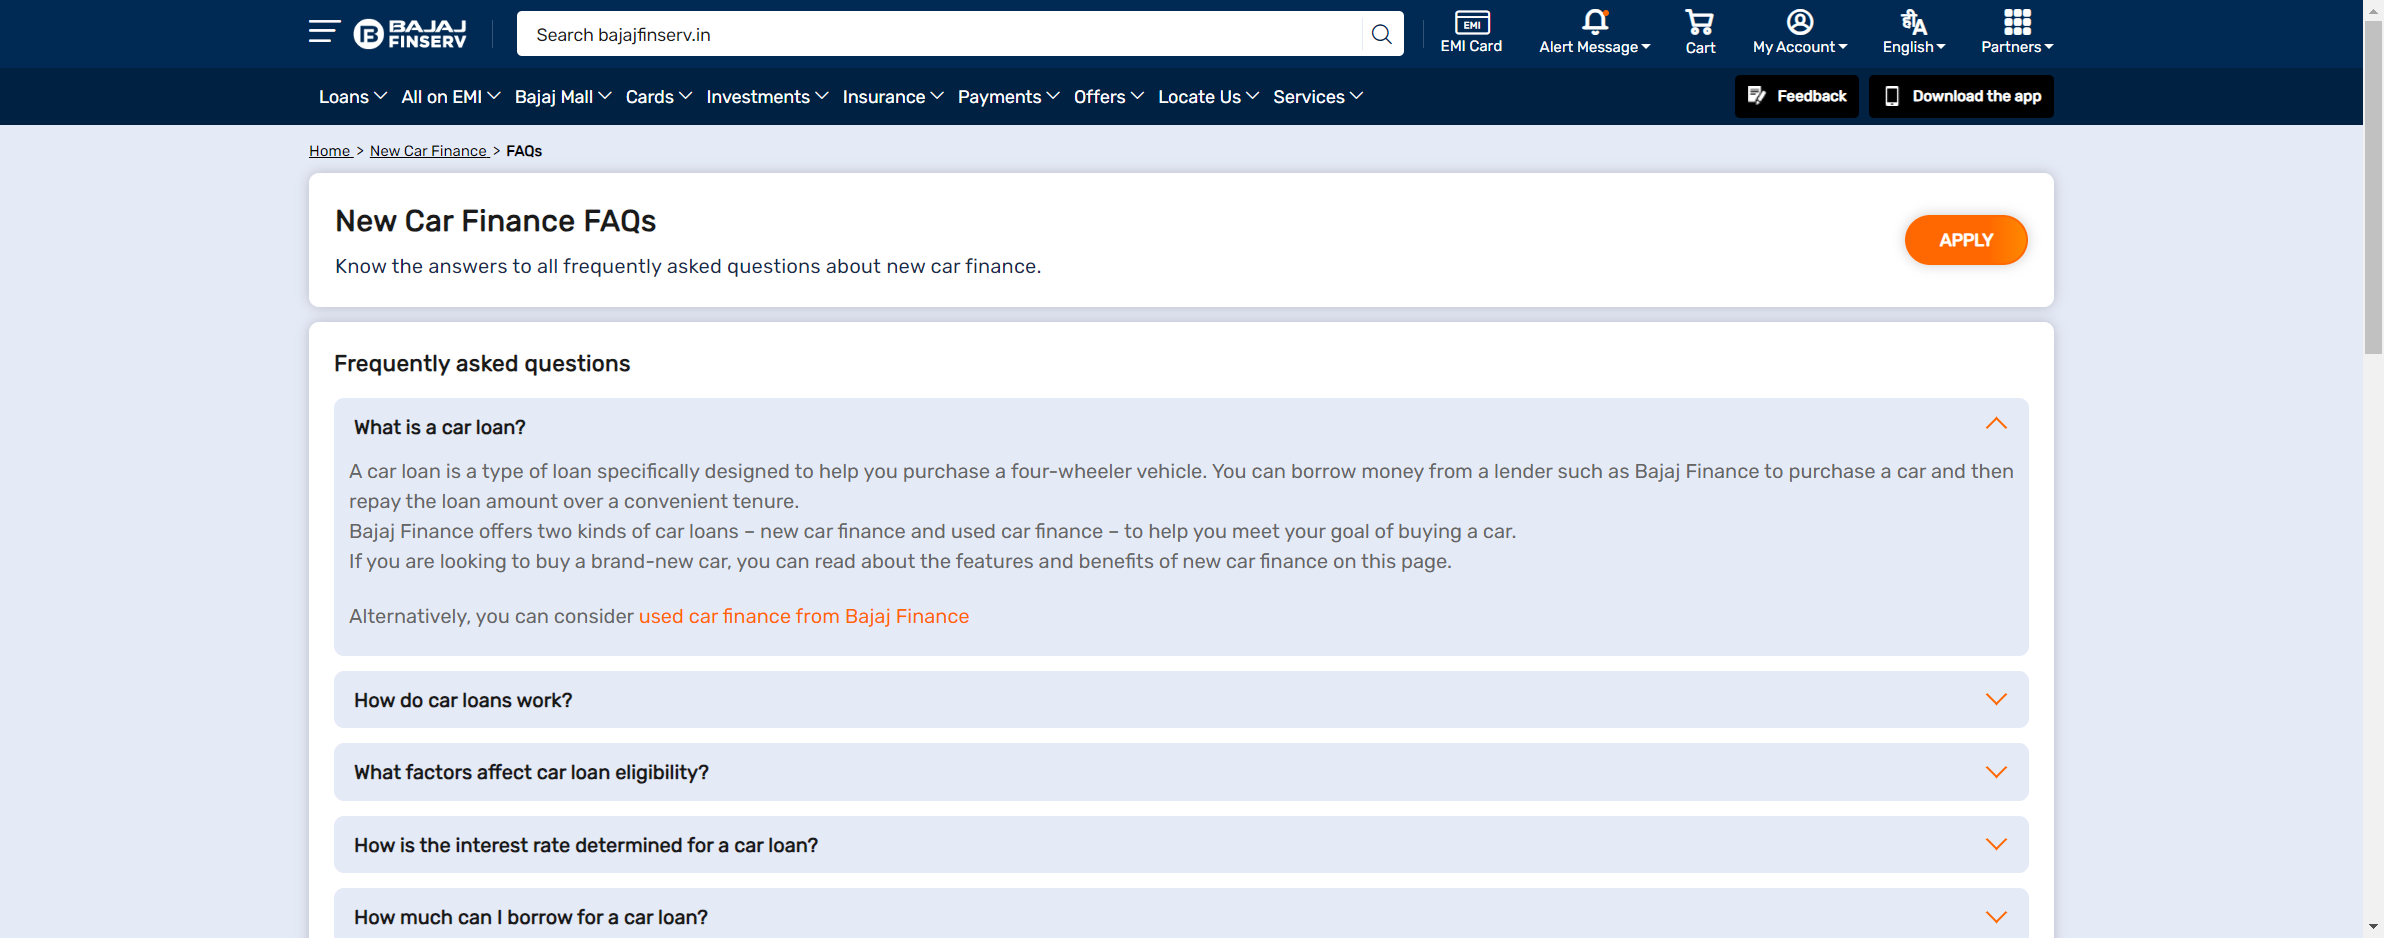 BAJAJ
FINSERV
Search bajajfinserv.in
EMI
EMI Card
Alert Message
Cart
My Account
हीA
English
Partners
Loans
All on EMI
Bajaj Mall
Cards
Investments
Insurance
Payments
Offers
Locate Us
Services
Feedback
Download the app
Home > New Car Finance > FAQs
New Car Finance FAQs
Know the answers to all frequently asked questions about new car finance.
APPLY
Frequently asked questions
What is a car loan?
A car loan is a type of loan specifically designed to help you purchase a four-wheeler vehicle. You can borrow money from a lender such as Bajaj Finance to purchase a car and then
repay the loan amount over a convenient tenure.
Bajaj Finance offers two kinds of car loans – new car finance and used car finance – to help you meet your goal of buying a car.
If you are looking to buy a brand-new car, you can read about the features and benefits of new car finance on this page.
Alternatively, you can consider used car finance from Bajaj Finance
How do car loans work?
What factors affect car loan eligibility?
How is the interest rate determined for a car loan?
How much can I borrow for a car loan?